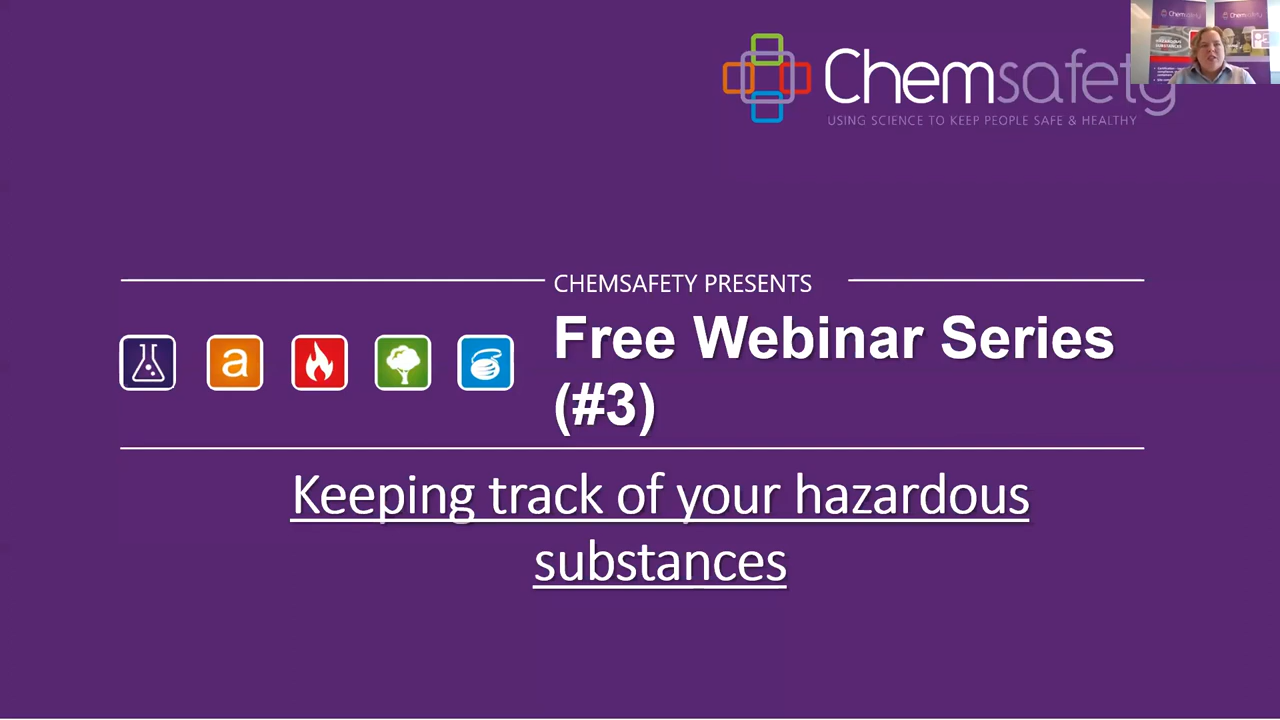 Chemsafety
USING SCIENCE TO KEEP PEOPLE SAFE & HEALTHY
CHEMSAFETY PRESENTS
a
Free Webinar Series
(#3)
Keeping track of your hazardous
substances